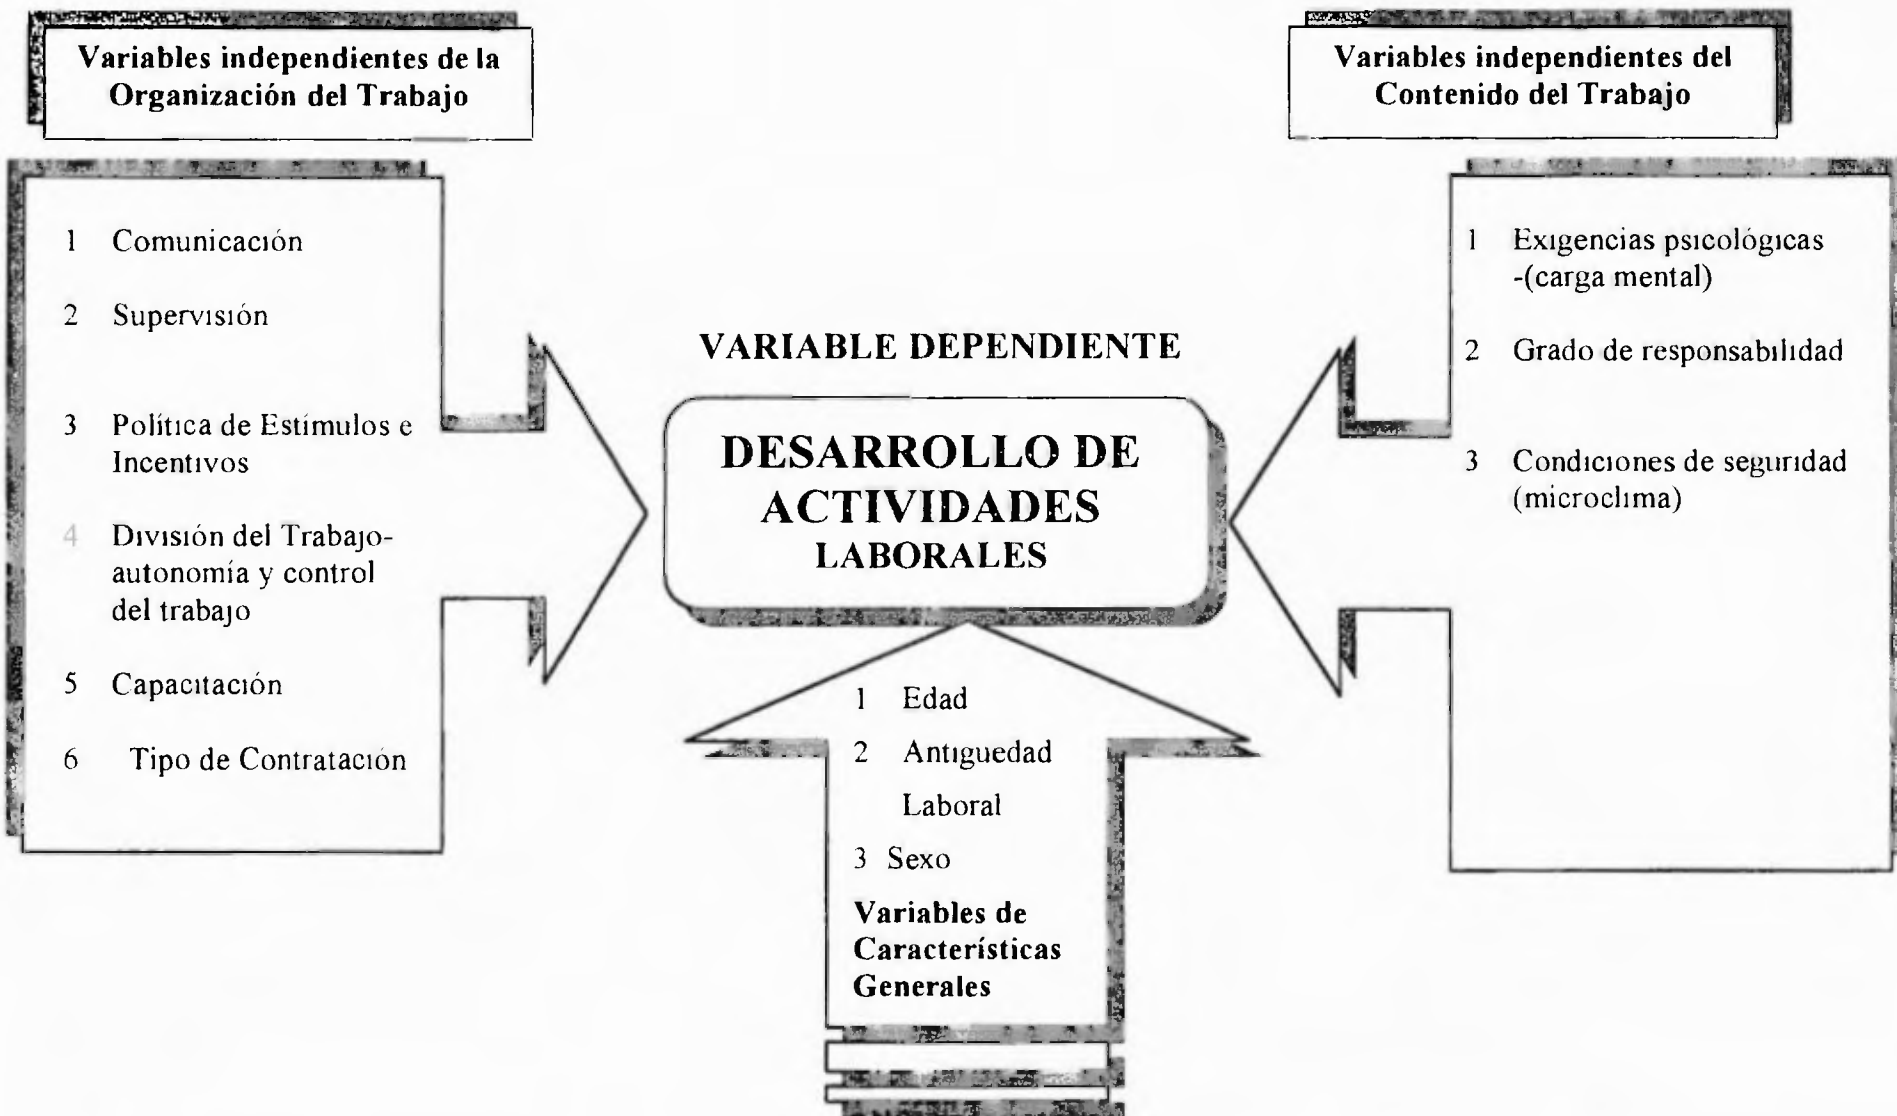 Variables independientes de la
Organización del Trabajo
1 Comunicación
2 Supervisión
3 Política de Estímulos e
Incentivos
4 División del Trabajo-
autonomía y control
del trabajo
5 Capacitación
6 Tipo de Contratación
VARIABLE DEPENDIENTE
DESARROLLO DE
ACTIVIDADES
LABORALES
1 Edad
2 Antiguedad
Laboral
3 Sexo
Variables de
Características
Generales
Variables independientes del
Contenido del Trabajo
1 Exigencias psicológicas
-(carga mental)
2 Grado de responsabilidad
3 Condiciones de seguridad
(microclima)